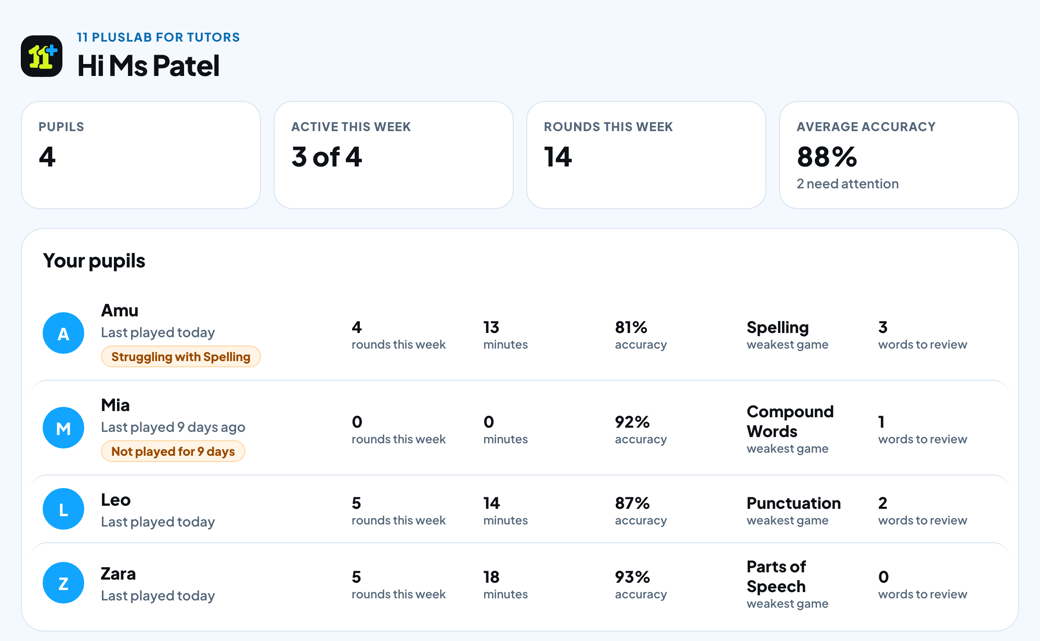 11+
11 PLUSLAB FOR TUTORS
Hi Ms Patel
PUPILS
4
ACTIVE THIS WEEK
3 of 4
ROUNDS THIS WEEK
14
AVERAGE ACCURACY
88%
2 need attention
Your pupils
A
Amu
Last played today
Struggling with Spelling
4
rounds this week
13
minutes
81%
accuracy
Spelling
weakest game
3
words to review
M
Mia
Last played 9 days ago
Not played for 9 days
0
rounds this week
0
minutes
92%
accuracy
Compound
Words
weakest game
1
words to review
L
Leo
Last played today
5
rounds this week
14
minutes
87%
accuracy
Punctuation
weakest game
2
words to review
Z
Zara
Last played today
5
rounds this week
18
minutes
93%
accuracy
Parts of
Speech
weakest game
0
words to review